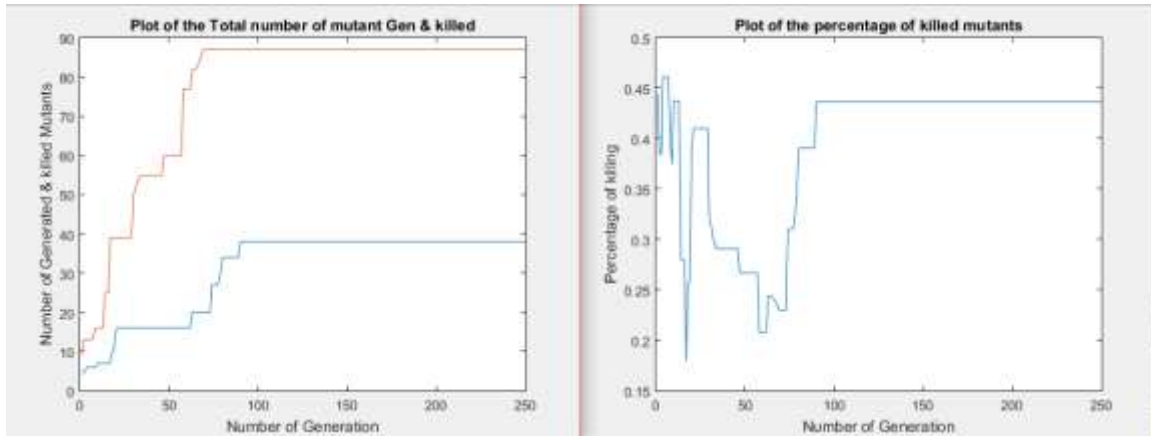 Plot of the Total number of mutant Gen & killed
Number of Generated & killed Mutants
90
80
70
60
50
40
30
20
10
0
0 50 100 150 200 250
Number of Generation
Plot of the percentage of killed mutants
Percentage of killing
0.5
0.45
0.4
0.35
0.3
0.25
0.2
0.15
0 50 100 150 200 250
Number of Generation